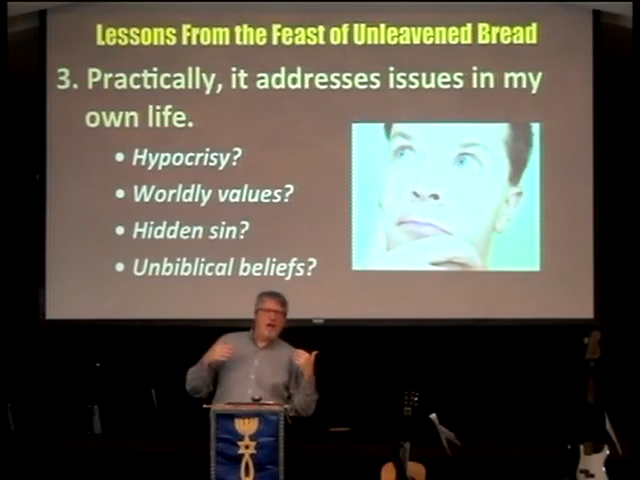 Lessons From the Feast of Unleavened Bread
3. Practically, it addresses issues in my
own life.
• Hypocrisy?
• Worldly values?
• Hidden sin?
• Unbiblical beliefs?